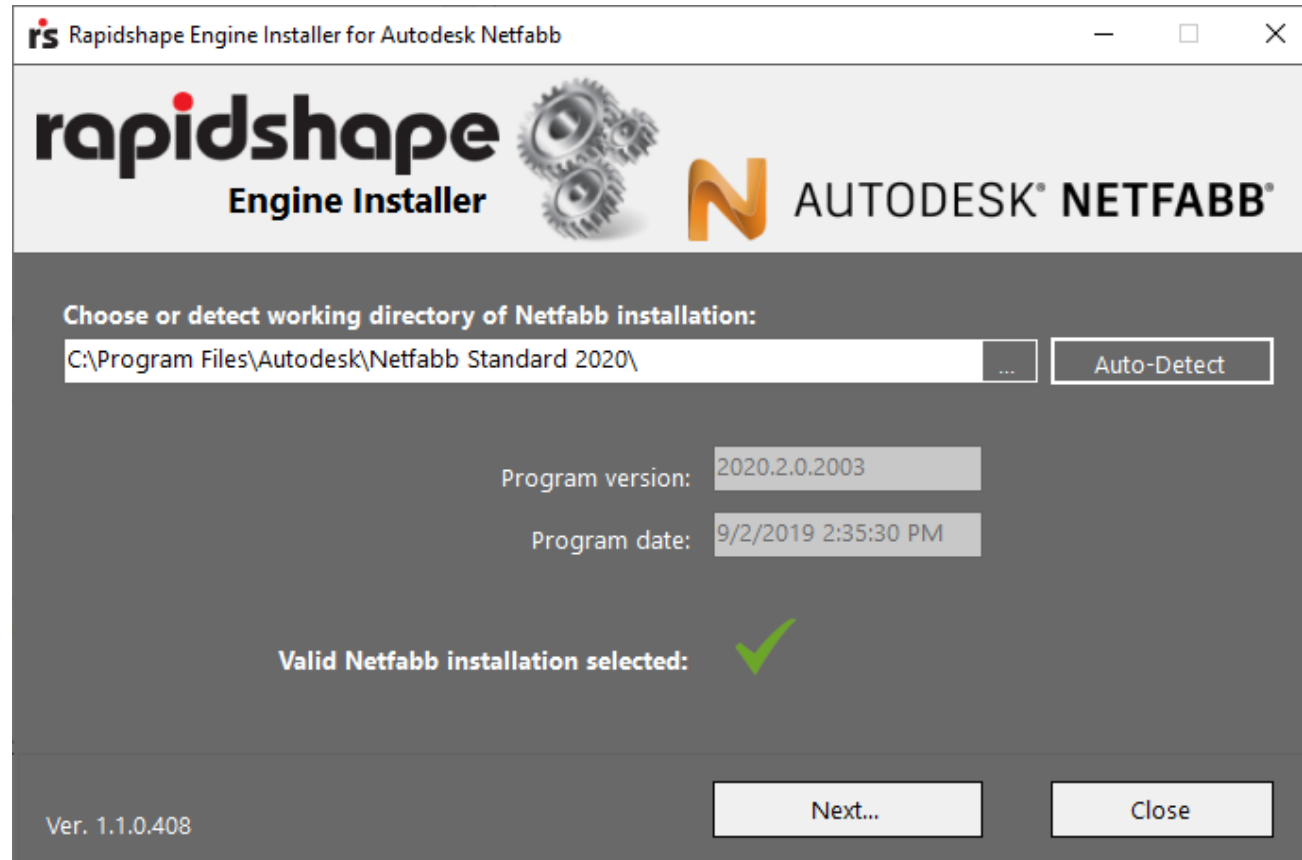 rs Rapidshape Engine Installer for Autodesk Netfabb
rapidshape
Engine Installer
AUTODESK® NETFABB®
Choose or detect working directory of Netfabb installation:
C:\Program Files\Autodesk\Netfabb Standard 2020\ ... Auto-Detect
Program version: 2020.2.0.2003
Program date: 9/2/2019 2:35:30 PM
Valid Netfabb installation selected:
Ver. 1.1.0.408 Next... Close